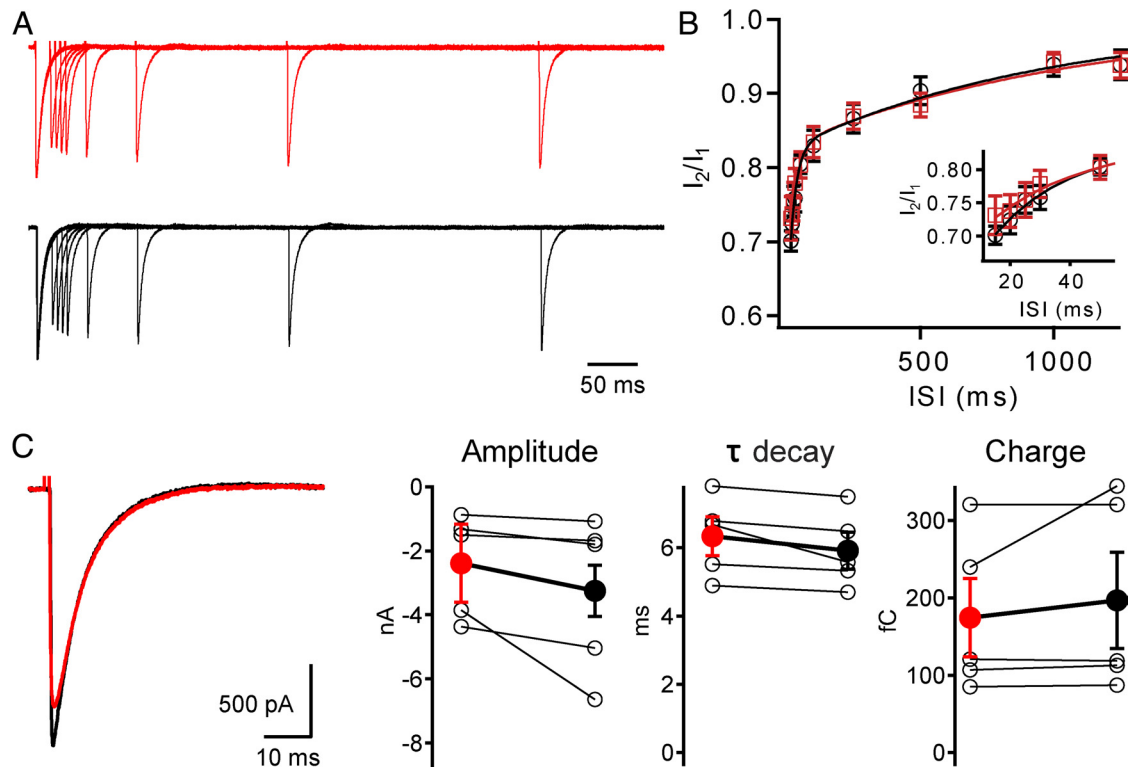 A
50 ms
B
1.0
0.9
0.8
0.7
0.6
I2/I1
500
1000
ISI (ms)
0.80
0.75
0.70
I2/I1
20
40
ISI (ms)
C
500 pA
10 ms
Amplitude
0
-2
-4
-6
-8
nA
τ decay
6
4
2
0
ms
Charge
300
200
100
0
fC